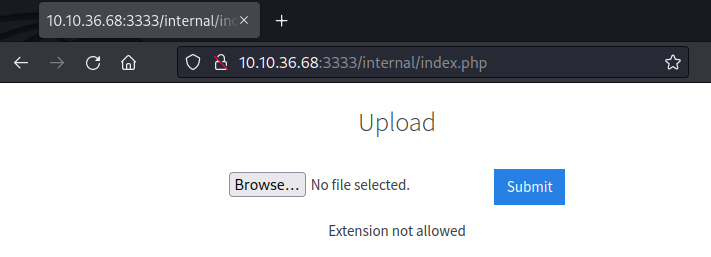 10.10.36.68:3333/internal/in
10.10.36.68:3333/internal/index.php
Upload
Browse... No file selected. Submit
Extension not allowed